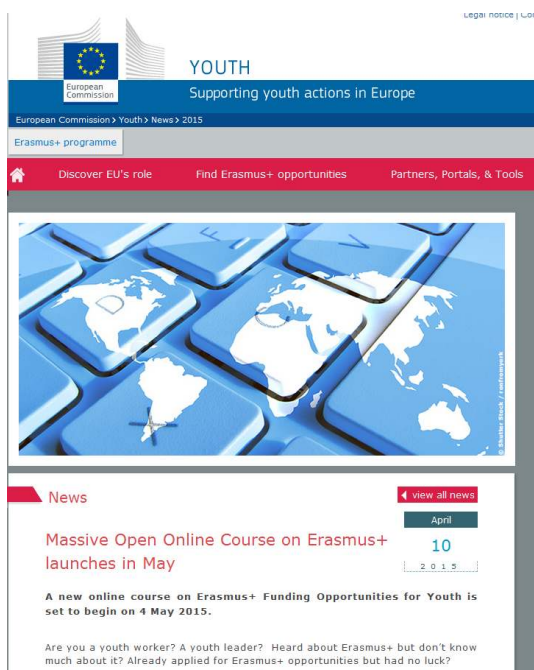 Legal notice | Co
YOUTH
European
Commission
Supporting youth actions in Europe
European Commission > Youth > News > 2015
Erasmus+ programme
Discover EU's role
Find Erasmus+ opportunities
Partners, Portals, & Tools
D
F
V
C
X
© Shutter Stock / ronfromyork
News
view all news
April
10
2015
Massive Open Online Course on Erasmus+
launches in May
A new online course on Erasmus+ Funding Opportunities for Youth is
set to begin on 4 May 2015.
Are you a youth worker? A youth leader? Heard about Erasmus+ but don't know
much about it? Already applied for Erasmus+ opportunities but had no luck?